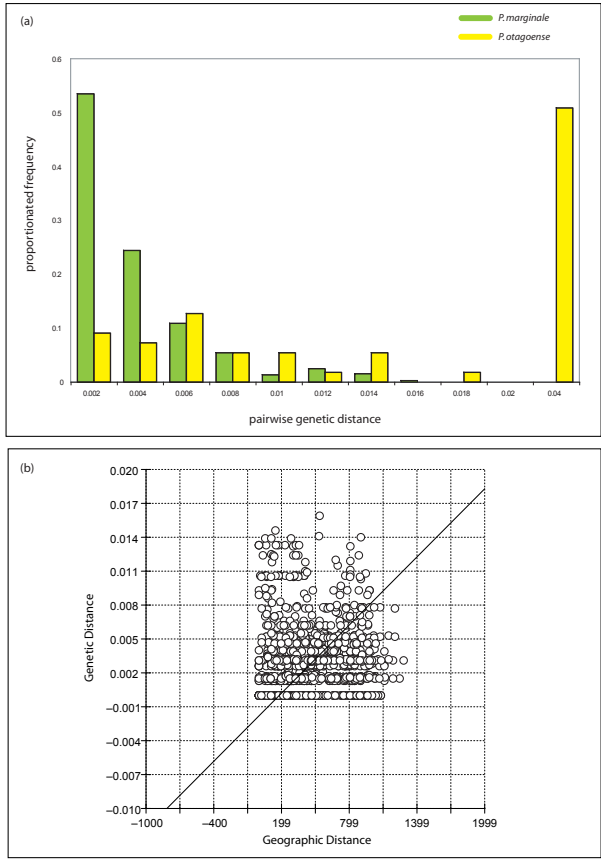 (a)
P.marginale
P.otagoense
proportionated frequency
0.6
0.5
0.4
0.3
0.2
0.1
0
0.002 0.004 0.006 0.008 0.01 0.012 0.014 0.016 0.018 0.02 0.04
pairwise genetic distance
(b)
Genetic Distance
0.020
0.017
0.014
0.011
0.008
0.005
0.002
−0.001
−0.004
−0.007
−0.010
−1000 −400 199 799 1399 1999
Geographic Distance